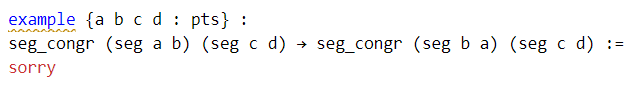 example {a b c d : pts} :
seg_congr (seg a b) (seg c d) → seg_congr (seg b a) (seg c d) :=
sorry